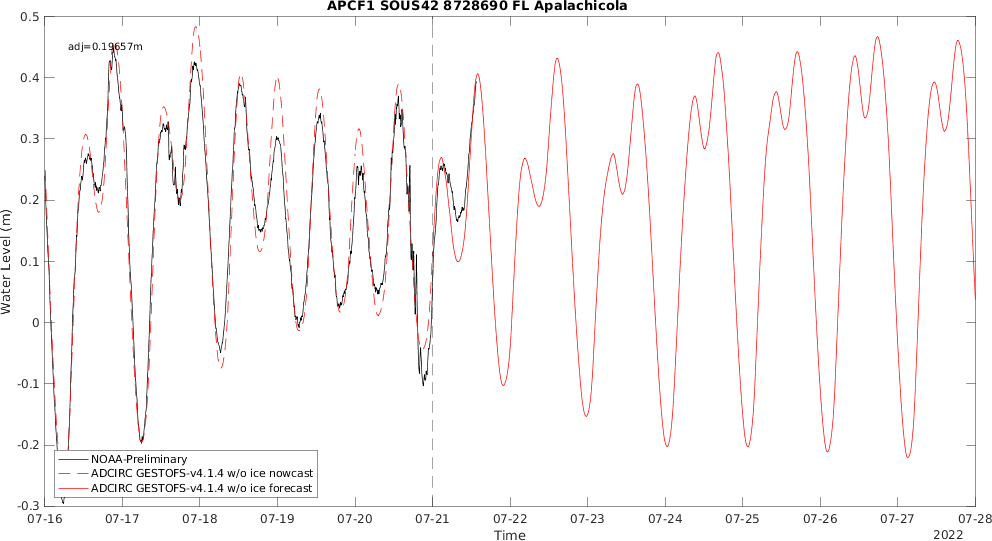 APCF1 SOUS42 8728690 FL Apalachicola
adj=0.19657m
0.5
0.4
0.3
0.2
0.1
0
-0.1
-0.2
-0.3
Water Level (m)
NOAA-Preliminary
ADCIRC GESTOFS-v4.1.4 w/o ice nowcast
ADCIRC GESTOFS-v4.1.4 w/o ice forecast
07-16 07-17 07-18 07-19 07-20 07-21 07-22 07-23 07-24 07-25 07-26 07-27 07-28
Time
2022